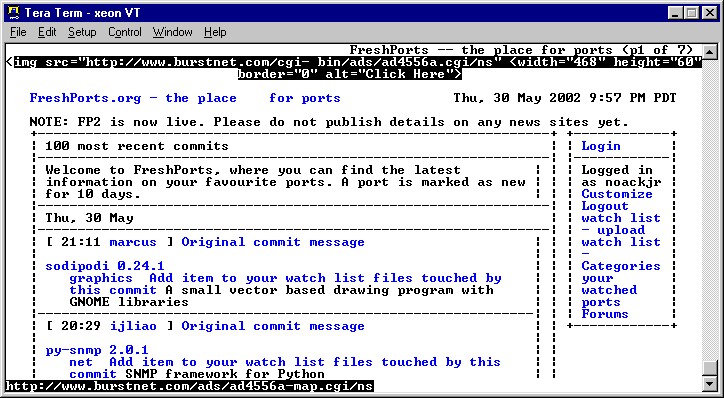 Tera Term - xeon VT
File Edit Setup Control Window Help
FreshPorts -- the place for ports (p1 of 7)
<img src="http://www.burstnet.com/cgi- bin/ads/ad4556a.cgi/ns" <width="468" height="60"
border="0" alt="Click Here">
FreshPorts.org - the place for ports Thu, 30 May 2002 9:57 PM PDT
NOTE: FP2 is now live. Please do not publish details on any news sites yet.
100 most recent commits
Welcome to FreshPorts, where you can find the latest
information on your favourite ports. A port is marked as new
for 10 days.
Thu, 30 May
[ 21:11 marcus ] Original commit message
sodipodi 0.24.1
graphics Add item to your watch list files touched by
this commit A small vector based drawing program with
GNOME libraries
[ 20:29 ijliao ] Original commit message
py-snmp 2.0.1
net Add item to your watch list files touched by this
commit SNMP framework for Python
Login
Logged in
as noackjr
Customize
Logout
watch list
- upload
watch list
-
Categories
your
watched
ports
Forums
http://www.burstnet.com/ads/ad4556a-map.cgi/ns